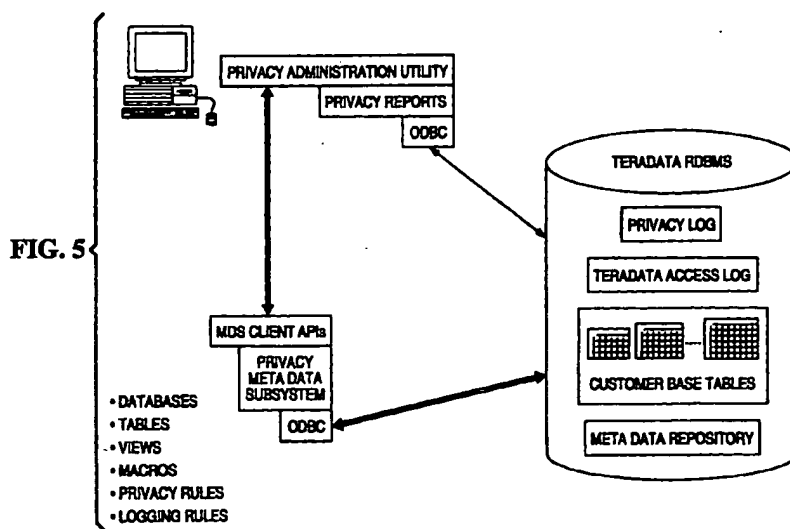 PRIVACY ADMINISTRATION UTILITY
PRIVACY REPORTS
ODBC
TERADATA RDBMS
PRIVACY LOG
TERADATA ACCESS LOG
CUSTOMER BASE TABLES
META DATA REPOSITORY
FIG. 5
MDS CLIENT APIs
PRIVACY
META DATA
SUBSYSTEM
ODBC
• DATABASES
• TABLES
• VIEWS
• MACROS
• PRIVACY RULES
• LOGGING RULES